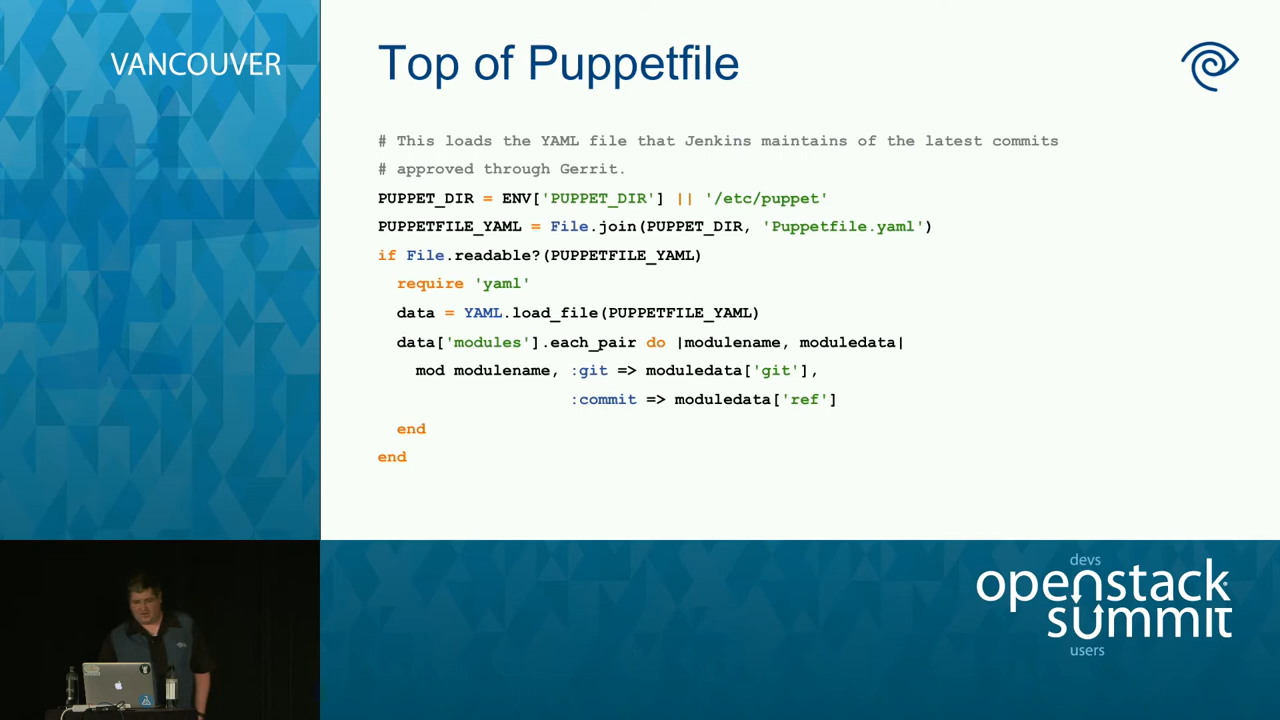 VANCOUVER
Top of Puppetfile
# This loads the YAML file that Jenkins maintains of the latest commits
# approved through Gerrit.
PUPPET_DIR = ENV['PUPPET_DIR'] || '/etc/puppet'
PUPPETFILE_YAML = File.join(PUPPET_DIR, 'Puppetfile.yaml')
if File.readable?(PUPPETFILE_YAML)
  require 'yaml'
  data = YAML.load_file(PUPPETFILE_YAML)
  data['modules'].each_pair do |modulename, moduledata|
    mod modulename, :git => moduledata['git'],
                    :commit => moduledata['ref']
  end
end
devs
openstack
summit
users